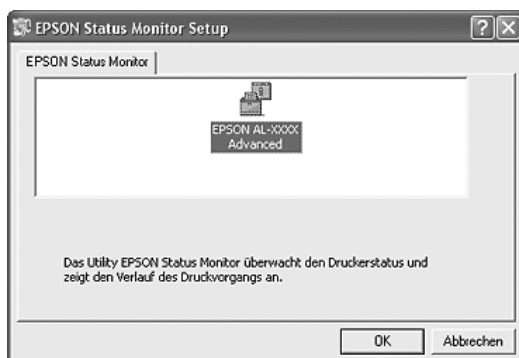 EPSON Status Monitor Setup
EPSON Status Monitor
EPSON AL-XXXX
Advanced
Das Utility EPSON Status Monitor überwacht den Druckerstatus und
zeigt den Verlauf des Druckvorgangs an.
OK
Abbrechen